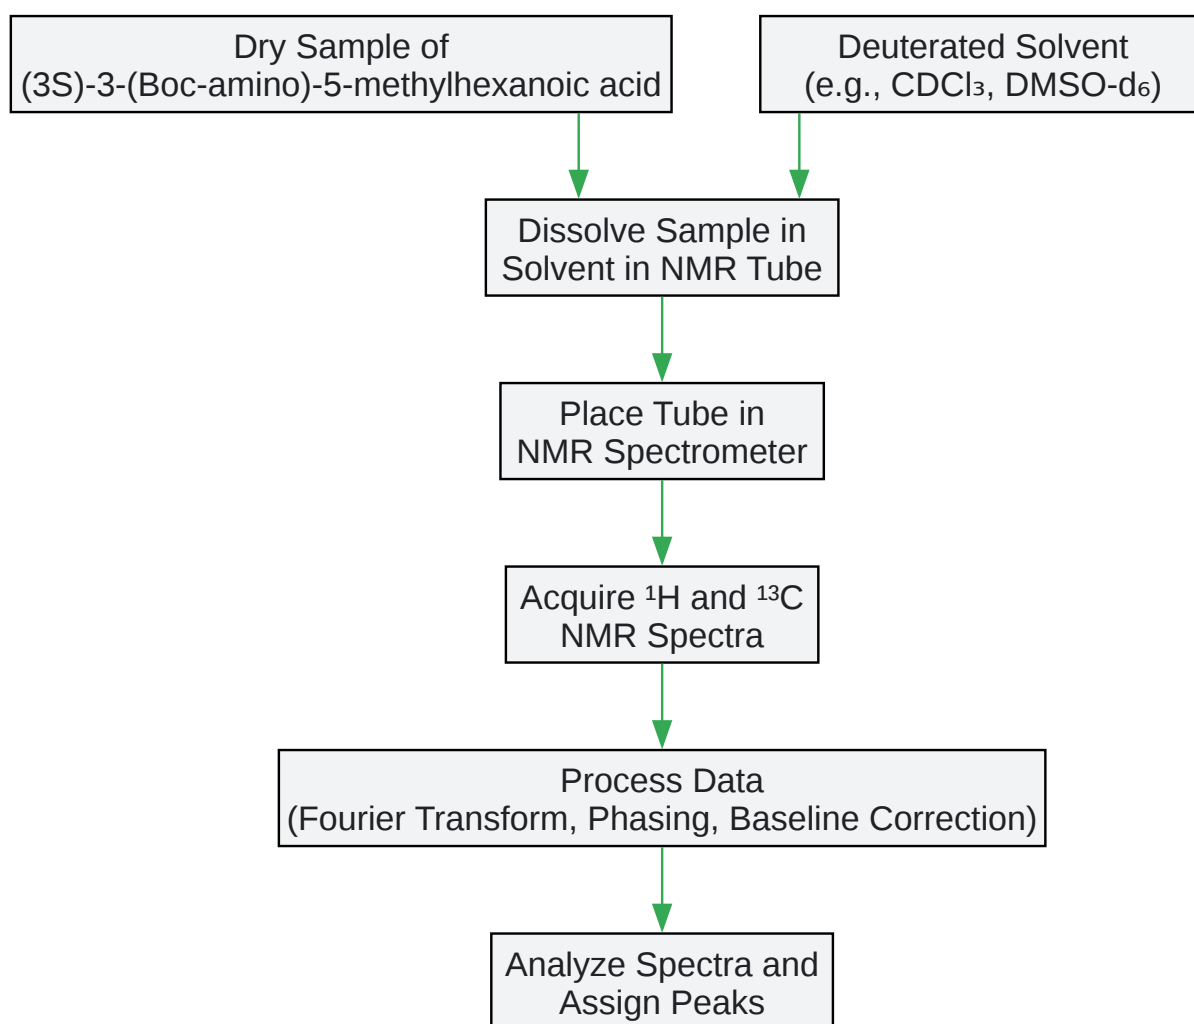 Dry Sample of
(3S)-3-(Boc-amino)-5-methylhexanoic acid
Deuterated Solvent
(e.g., CDCl₃, DMSO-d₆)
Dissolve Sample in
Solvent in NMR Tube
Place Tube in
NMR Spectrometer
Acquire ¹H and ¹³C
NMR Spectra
Process Data
(Fourier Transform, Phasing, Baseline Correction)
Analyze Spectra and
Assign Peaks